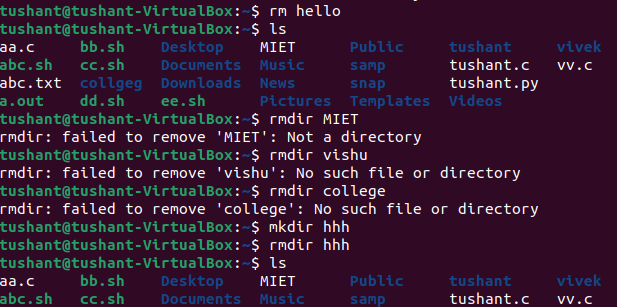 tushant@tushant-VirtualBox:~$ rm hello
tushant@tushant-VirtualBox:~$ ls
aa.c bb.sh Desktop MIET Public tushant vivek
abc.sh cc.sh Documents Music samp tushant.c vv.c
abc.txt collgeg Downloads News snap tushant.py
a.out dd.sh ee.sh Pictures Templates Videos
tushant@tushant-VirtualBox:~$ rmdir MIET
rmdir: failed to remove 'MIET': Not a directory
tushant@tushant-VirtualBox:~$ rmdir vishu
rmdir: failed to remove 'vishu': No such file or directory
tushant@tushant-VirtualBox:~$ rmdir college
rmdir: failed to remove 'college': No such file or directory
tushant@tushant-VirtualBox:~$ mkdir hhh
tushant@tushant-VirtualBox:~$ rmdir hhh
tushant@tushant-VirtualBox:~$ ls
aa.c bb.sh Desktop MIET Public tushant vivek
abc.sh cc.sh Documents Music samp tushant.c vv.c